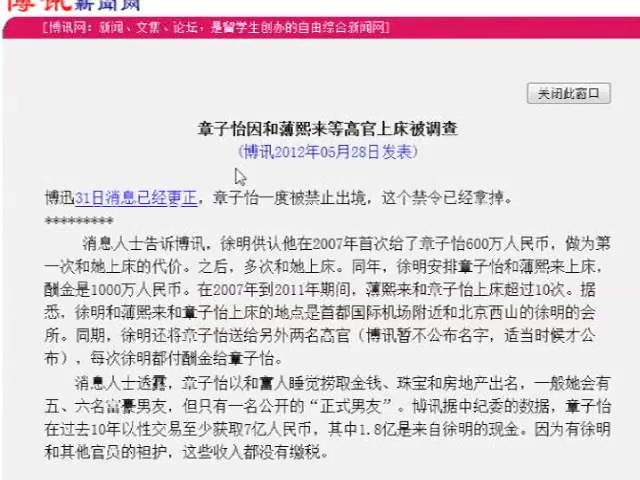 博讯新闻网
[博讯网：新闻、文集、论坛，是留学生创办的自由综合新闻网]
关闭此窗口
章子怡因和薄熙来等高官上床被调查
(博讯2012年05月28日发表)
博迅31日消息已经更正，章子怡一度被禁止出境，这个禁令已经拿掉。
*********
消息人士告诉博讯，徐明供认他在2007年首次给了章子怡600万人民币，做为第
一次和她上床的代价。之后，多次和她上床。同年，徐明安排章子怡和薄熙来上床，
酬金是1000万人民币。在2007年到2011年期间，薄熙来和章子怡上床超过10次。据
悉，徐明和薄熙来和章子怡上床的地点是首都国际机场附近和北京西山的徐明的会
所。同期，徐明还将章子怡送给另外两名高官（博讯暂不公布名字，适当时候才公
布），每次徐明都付酬金给章子怡。
消息人士透露，章子怡以和富人睡觉捞取金钱、珠宝和房地产出名，一般她会有
五、六名富豪男友，但只有一名公开的“正式男友”。博讯据中纪委的数据，章子怡
在过去10年以性交易至少获取7亿人民币，其中1.8亿是来自徐明的现金。因为有徐明
和其他官员的袒护，这些收入都没有缴税。